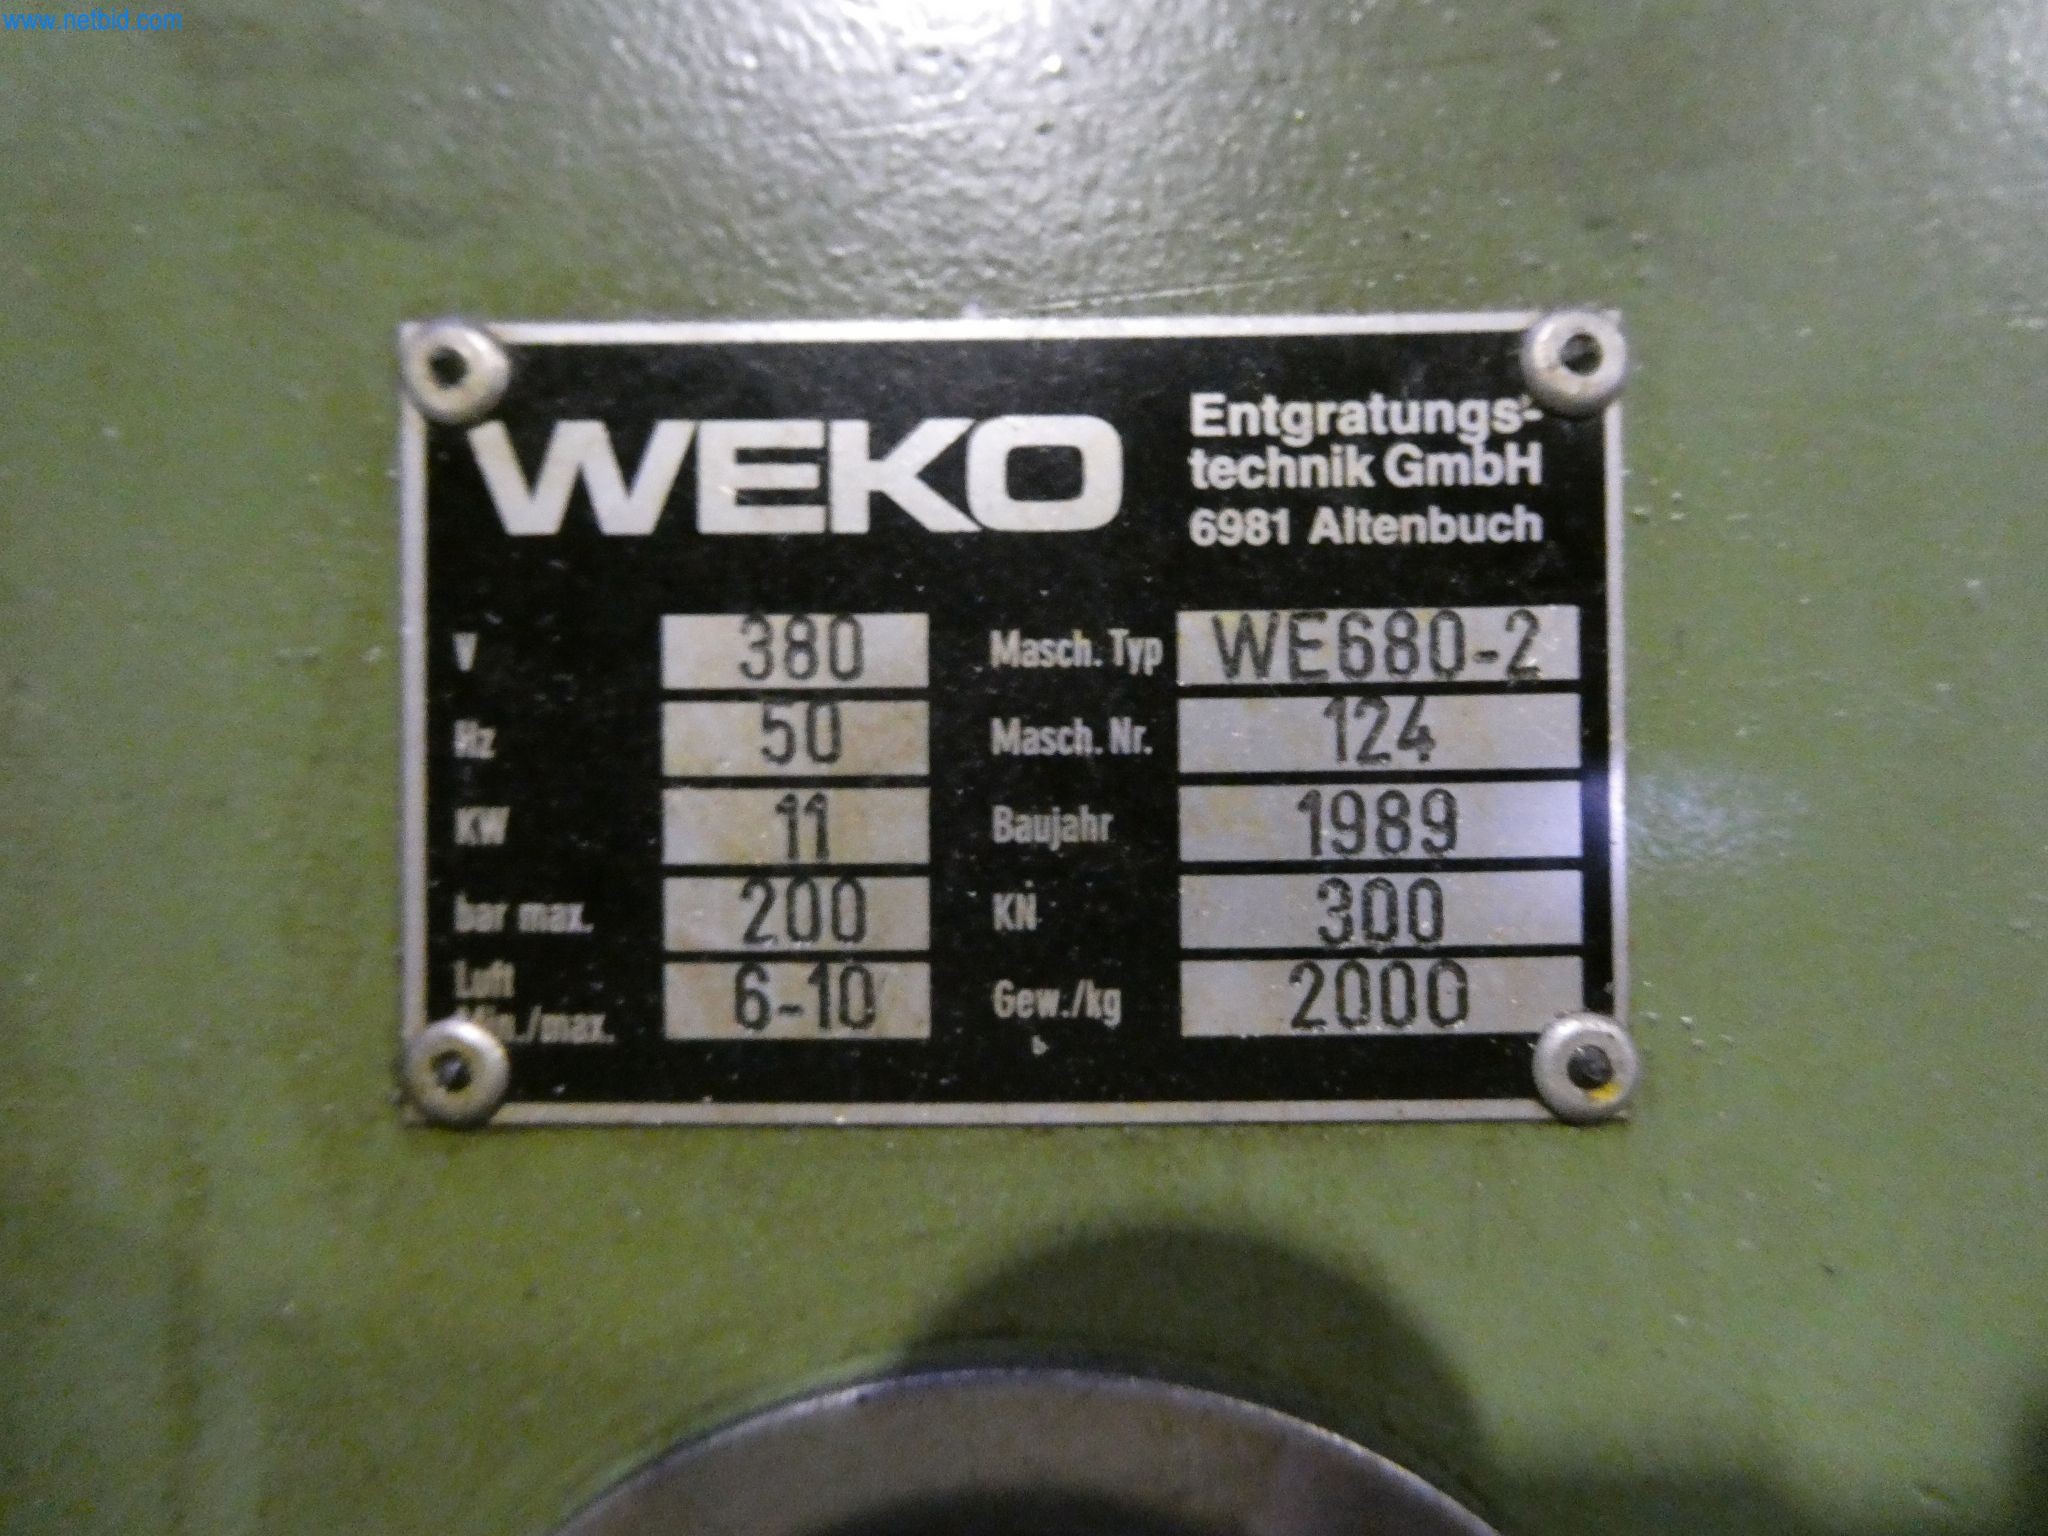 www.netbid.com
WEKO
Entgratungs-
technik GmbH
6981 Altenbuch
V 380
Hz 50
KW 11
bar max. 200
Luft
Min./max. 6-10
Masch. Typ WE680-2
Masch. Nr. 124
Baujahr 1989
KN 300
Gew./kg 2000